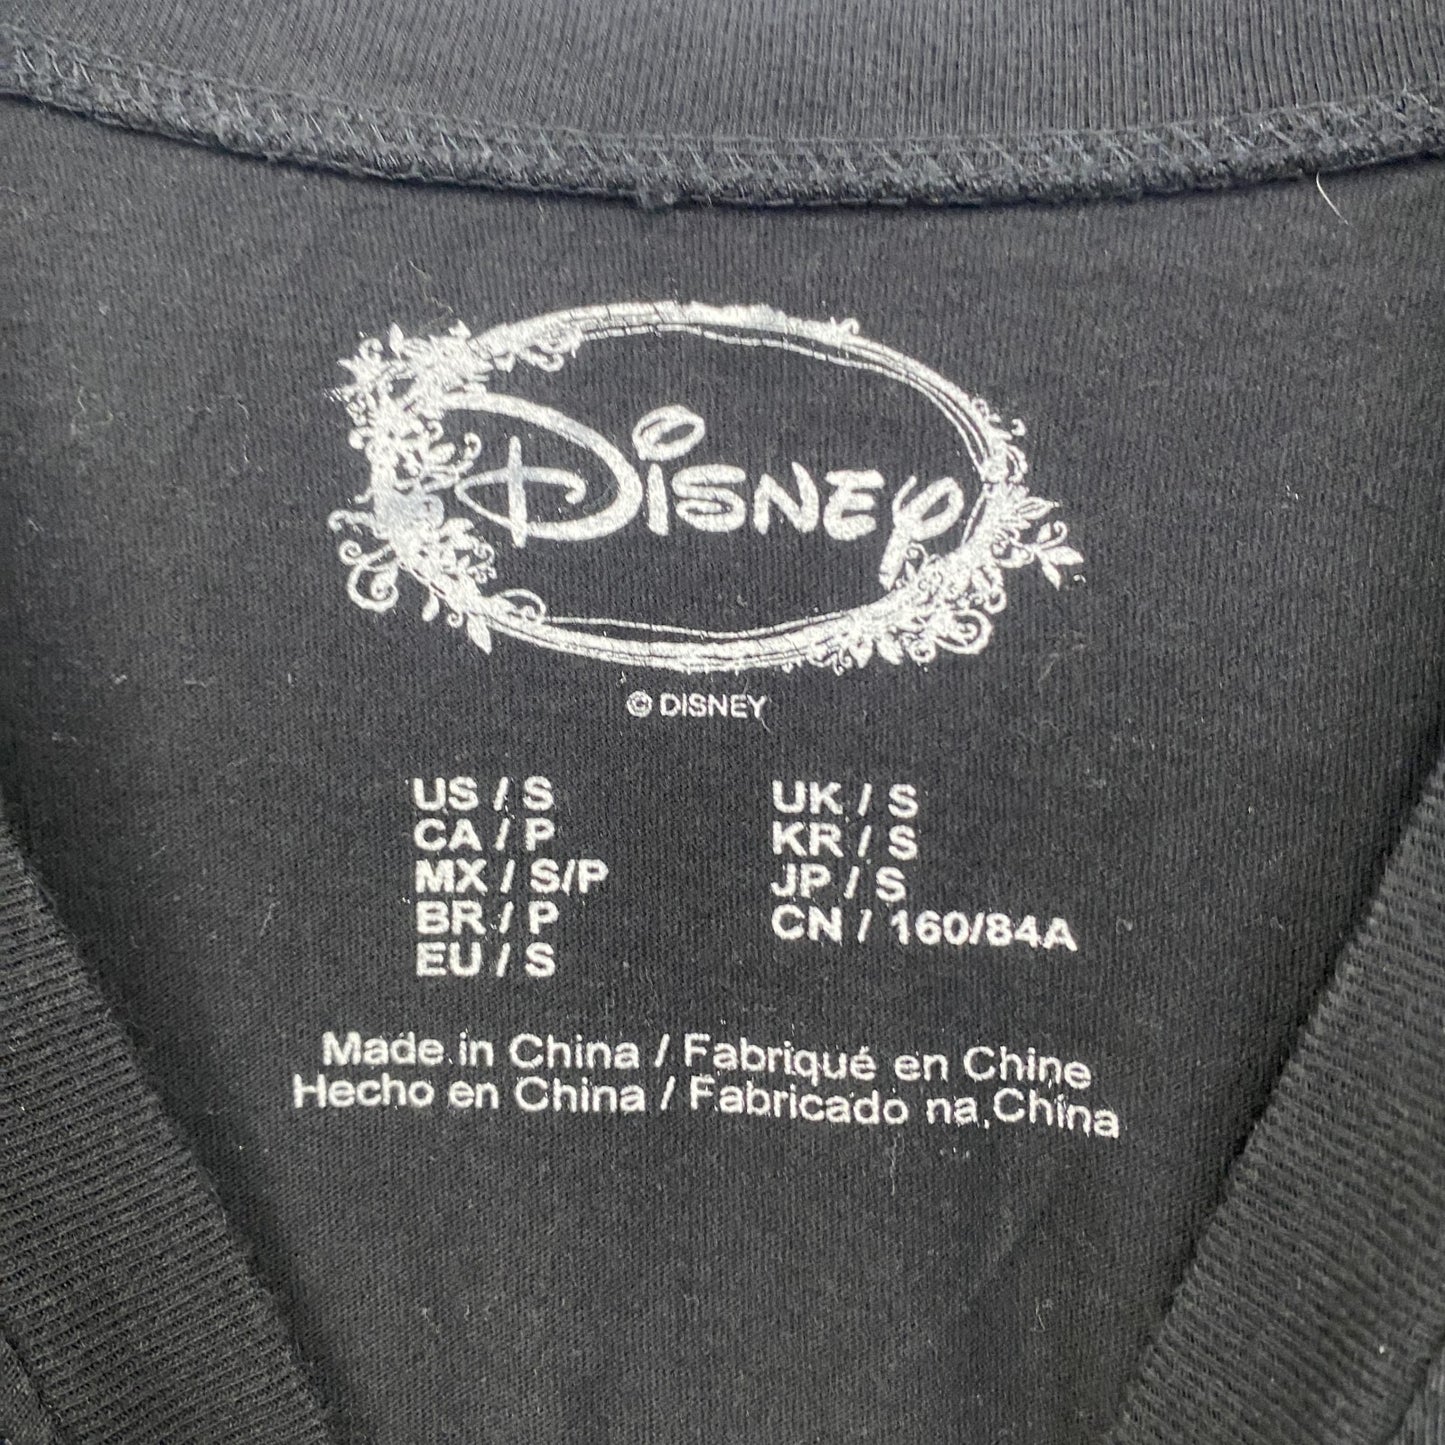 Disney
© DISNEY
US / S
CA / P
MX / S/P
BR / P
EU / S
UK / S
KR / S
JP / S
CN / 160/84A
Made in China / Fabriqué en Chine
Hecho en China / Fabricado na China